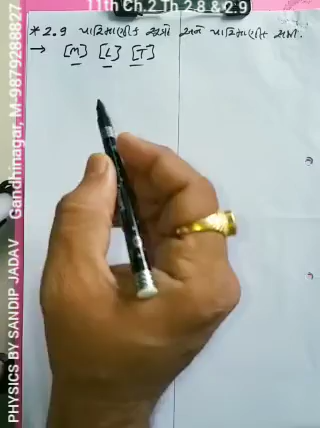 11th Ch.2 Th 2.8 & 2.9
* 2.9 પારિમાણીક સૂત્રો અને પારિમાણીક સમી.
→ [M] [L] [T]
PHYSICS BY SANDIP JADAV Gandhinagar, M-9879288827